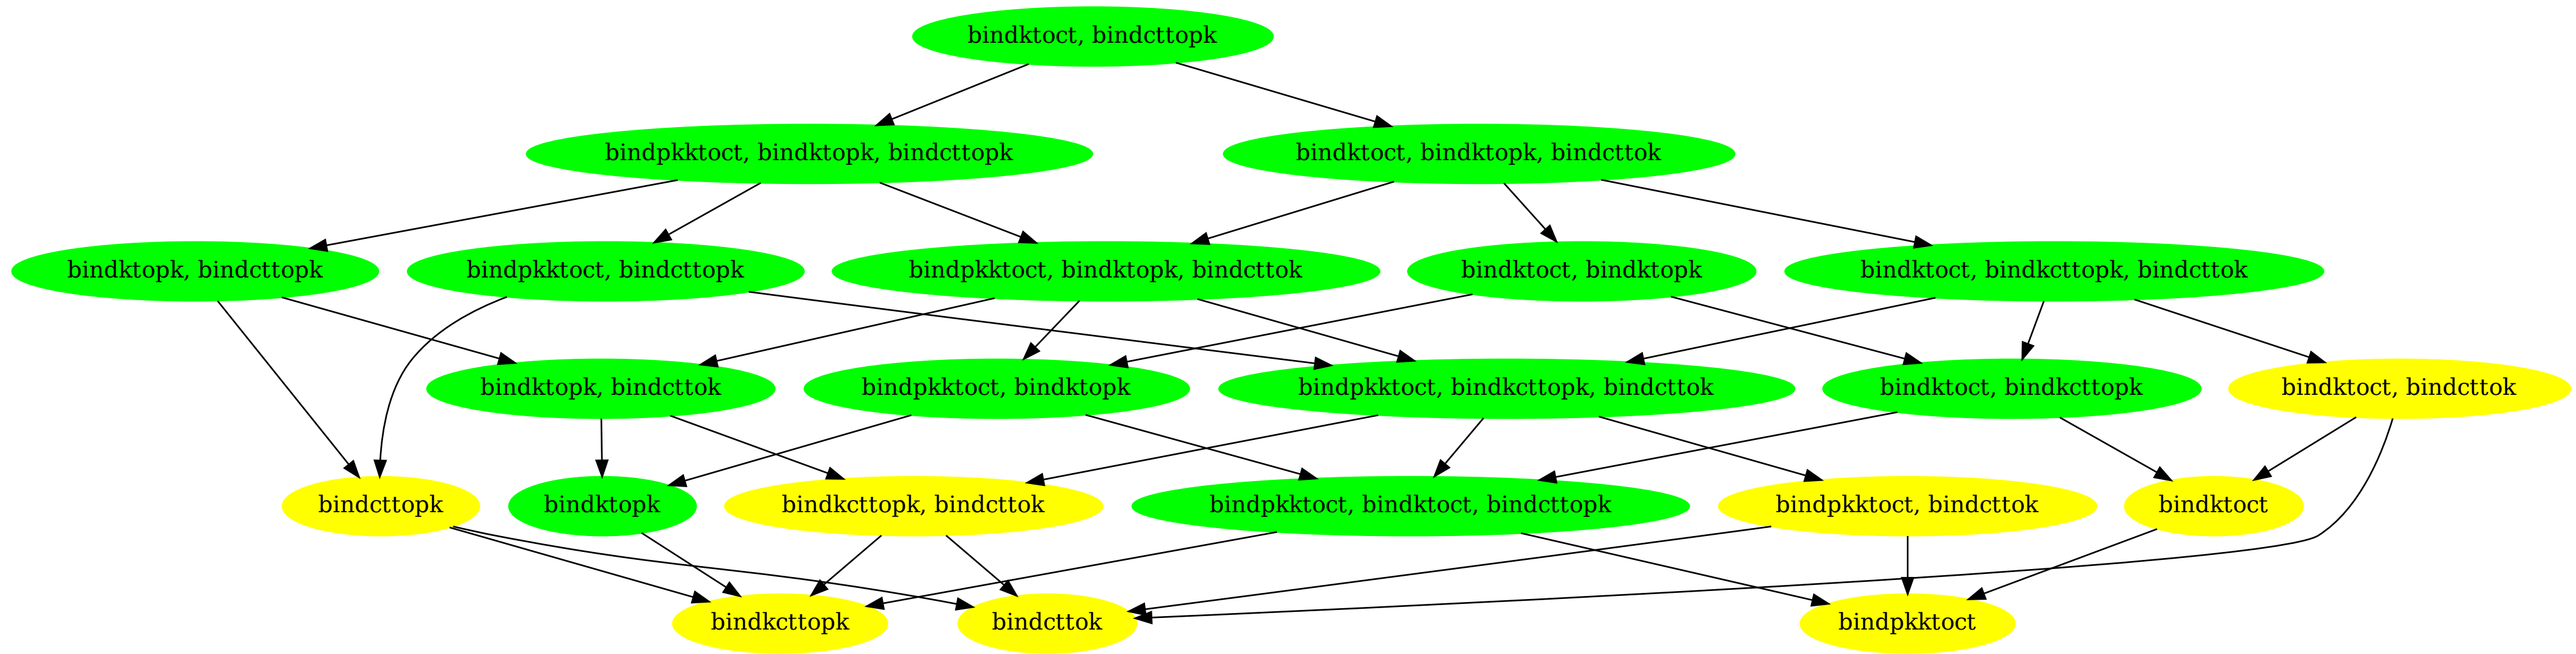 bindktoct, bindcttopk
bindpkktoct, bindktopk, bindcttopk
bindktoct, bindktopk, bindcttok
bindktopk, bindcttopk
bindpkktoct, bindcttopk
bindpkktoct, bindktopk, bindcttok
bindktoct, bindktopk
bindktoct, bindkcttopk, bindcttok
bindktopk, bindcttok
bindpkktoct, bindktopk
bindpkktoct, bindkcttopk, bindcttok
bindktoct, bindkcttopk
bindktoct, bindcttok
bindcttopk
bindktopk
bindkcttopk, bindcttok
bindpkktoct, bindktoct, bindcttopk
bindpkktoct, bindcttok
bindktoct
bindkcttopk
bindcttok
bindpkktoct